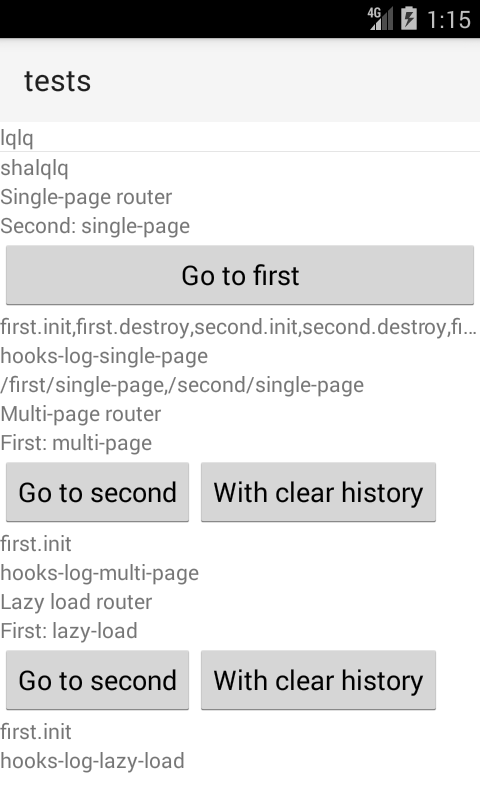 4G 1:15
tests
lqlq
shalqlq
Single-page router
Second: single-page
Go to first
first.init,first.destroy,second.init,second.destroy,fi...
hooks-log-single-page
/first/single-page,/second/single-page
Multi-page router
First: multi-page
Go to second With clear history
first.init
hooks-log-multi-page
Lazy load router
First: lazy-load
Go to second With clear history
first.init
hooks-log-lazy-load